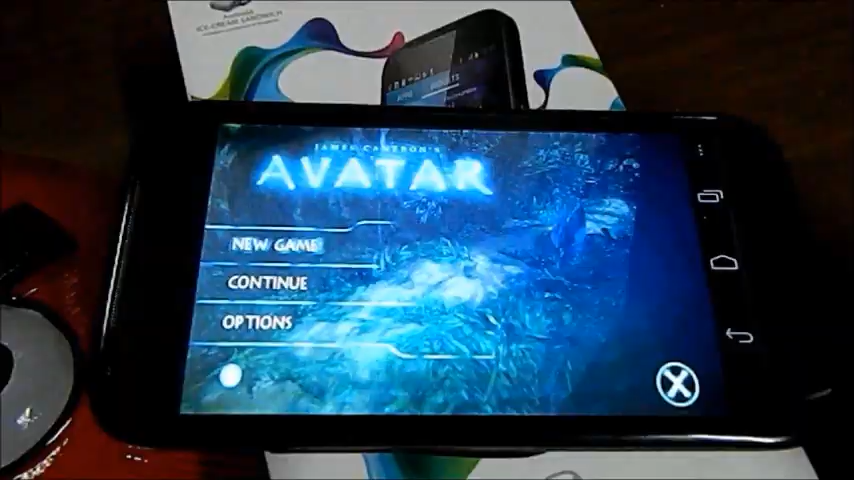 ICE-CREAM SANDWICH
JAMES CAMERON'S
AVATAR
NEW GAME
CONTINUE
OPTIONS